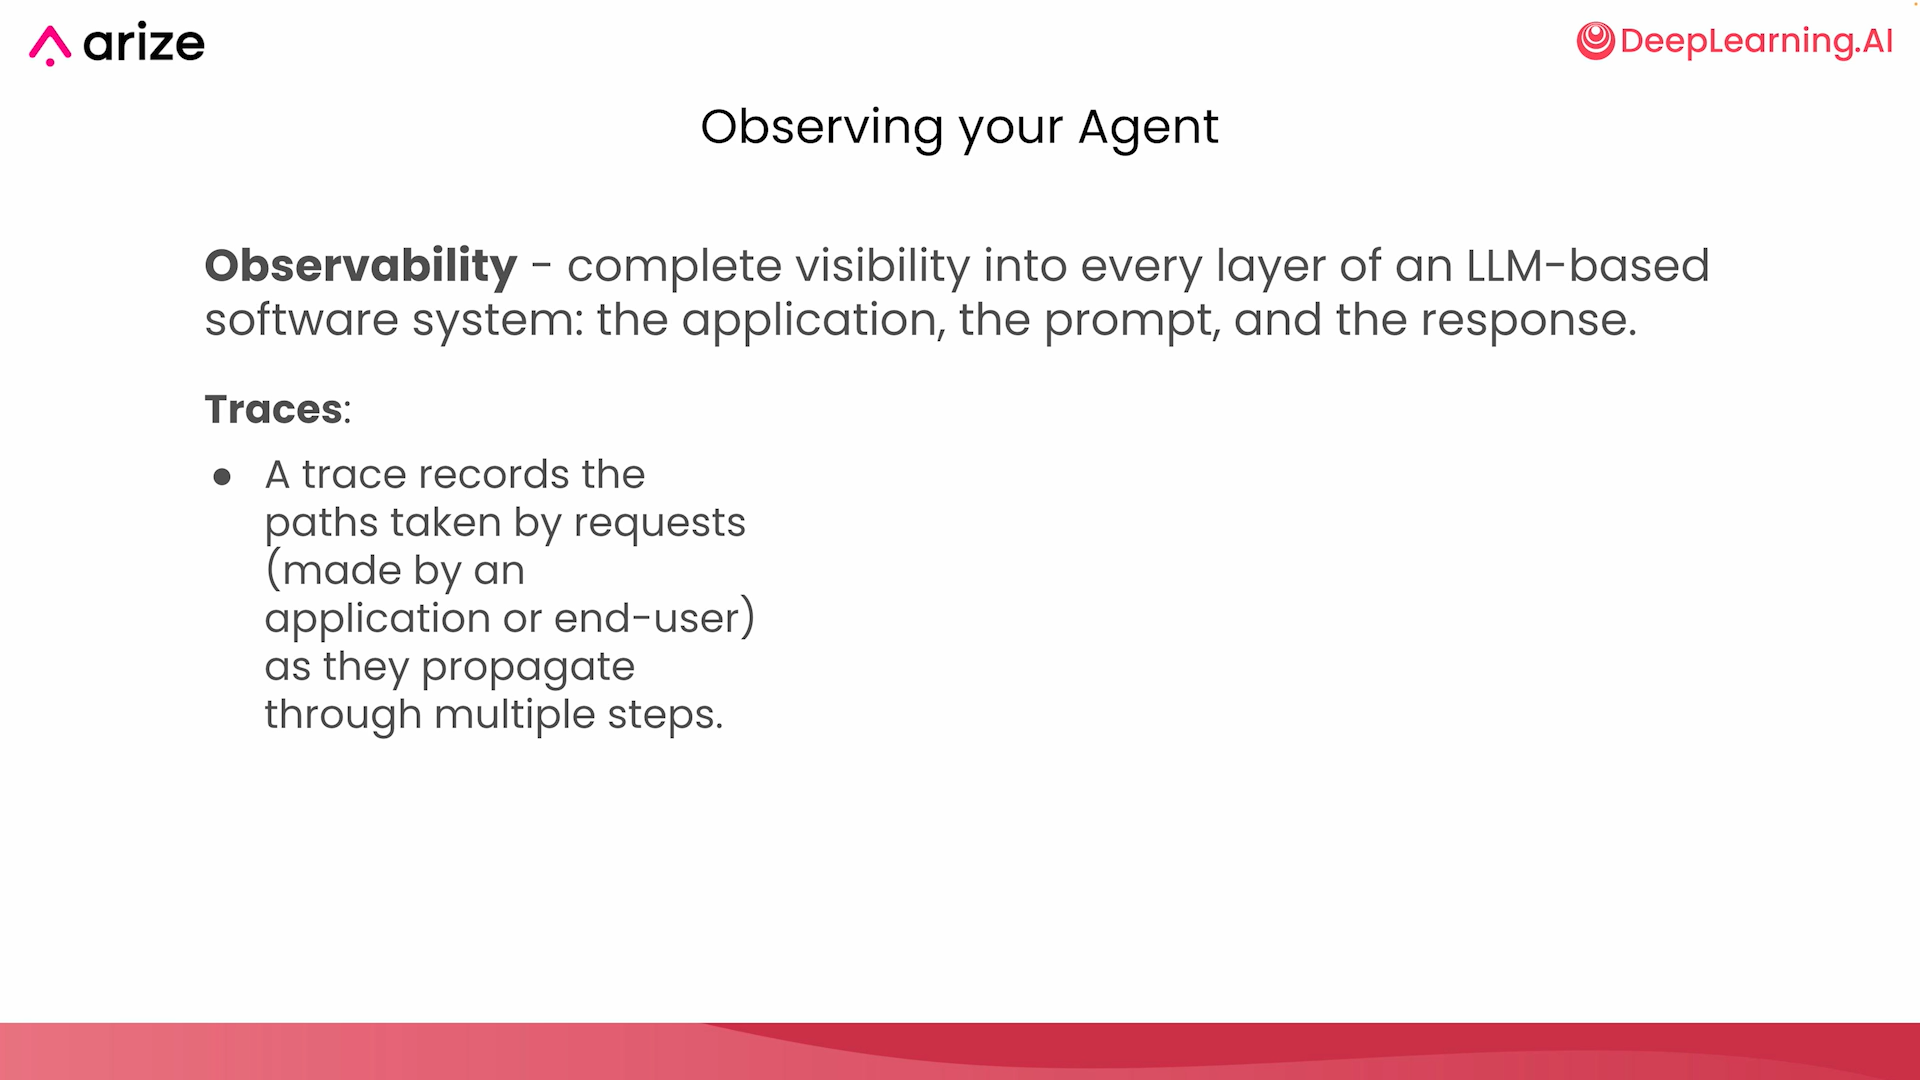 arize
DeepLearning.AI
Observing your Agent
Observability - complete visibility into every layer of an LLM-based
software system: the application, the prompt, and the response.
Traces:
● A trace records the
paths taken by requests
(made by an
application or end-user)
as they propagate
through multiple steps.